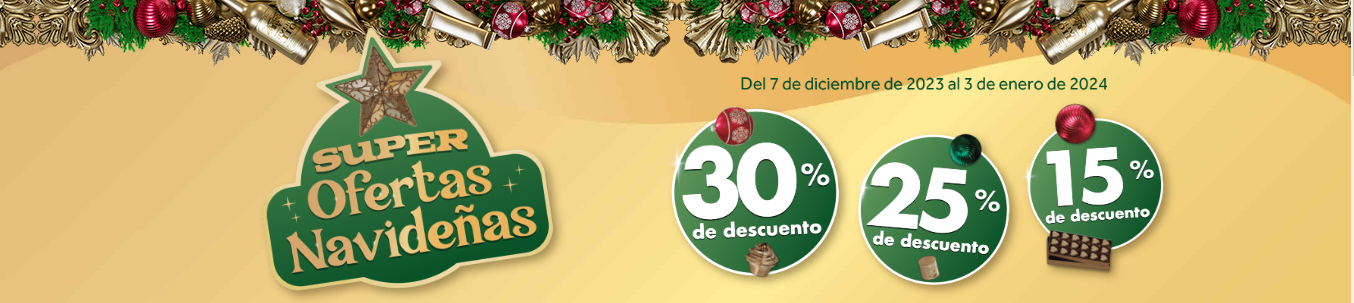 SUPER
Ofertas
Navideñas
Del 7 de diciembre de 2023 al 3 de enero de 2024
30%
de descuento
25%
de descuento
15%
de descuento